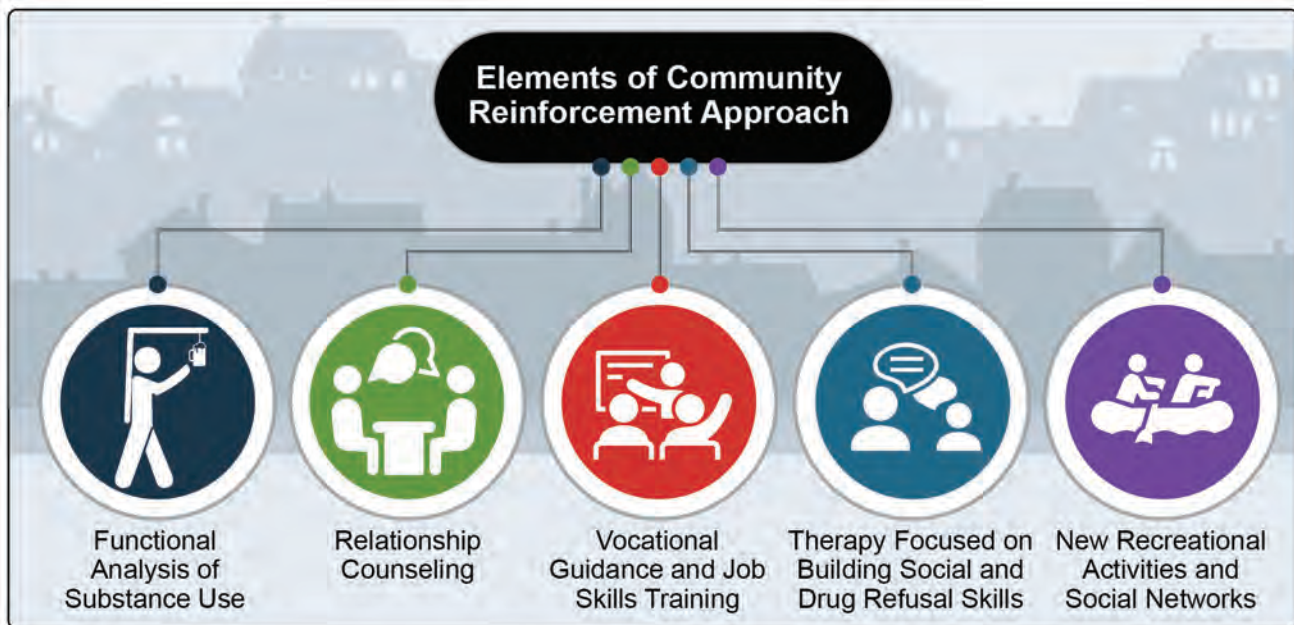 Elements of Community
Reinforcement Approach
Functional
Analysis of
Substance Use
Relationship
Counseling
Vocational
Guidance and Job
Skills Training
Therapy Focused on
Building Social and
Drug Refusal Skills
New Recreational
Activities and
Social Networks